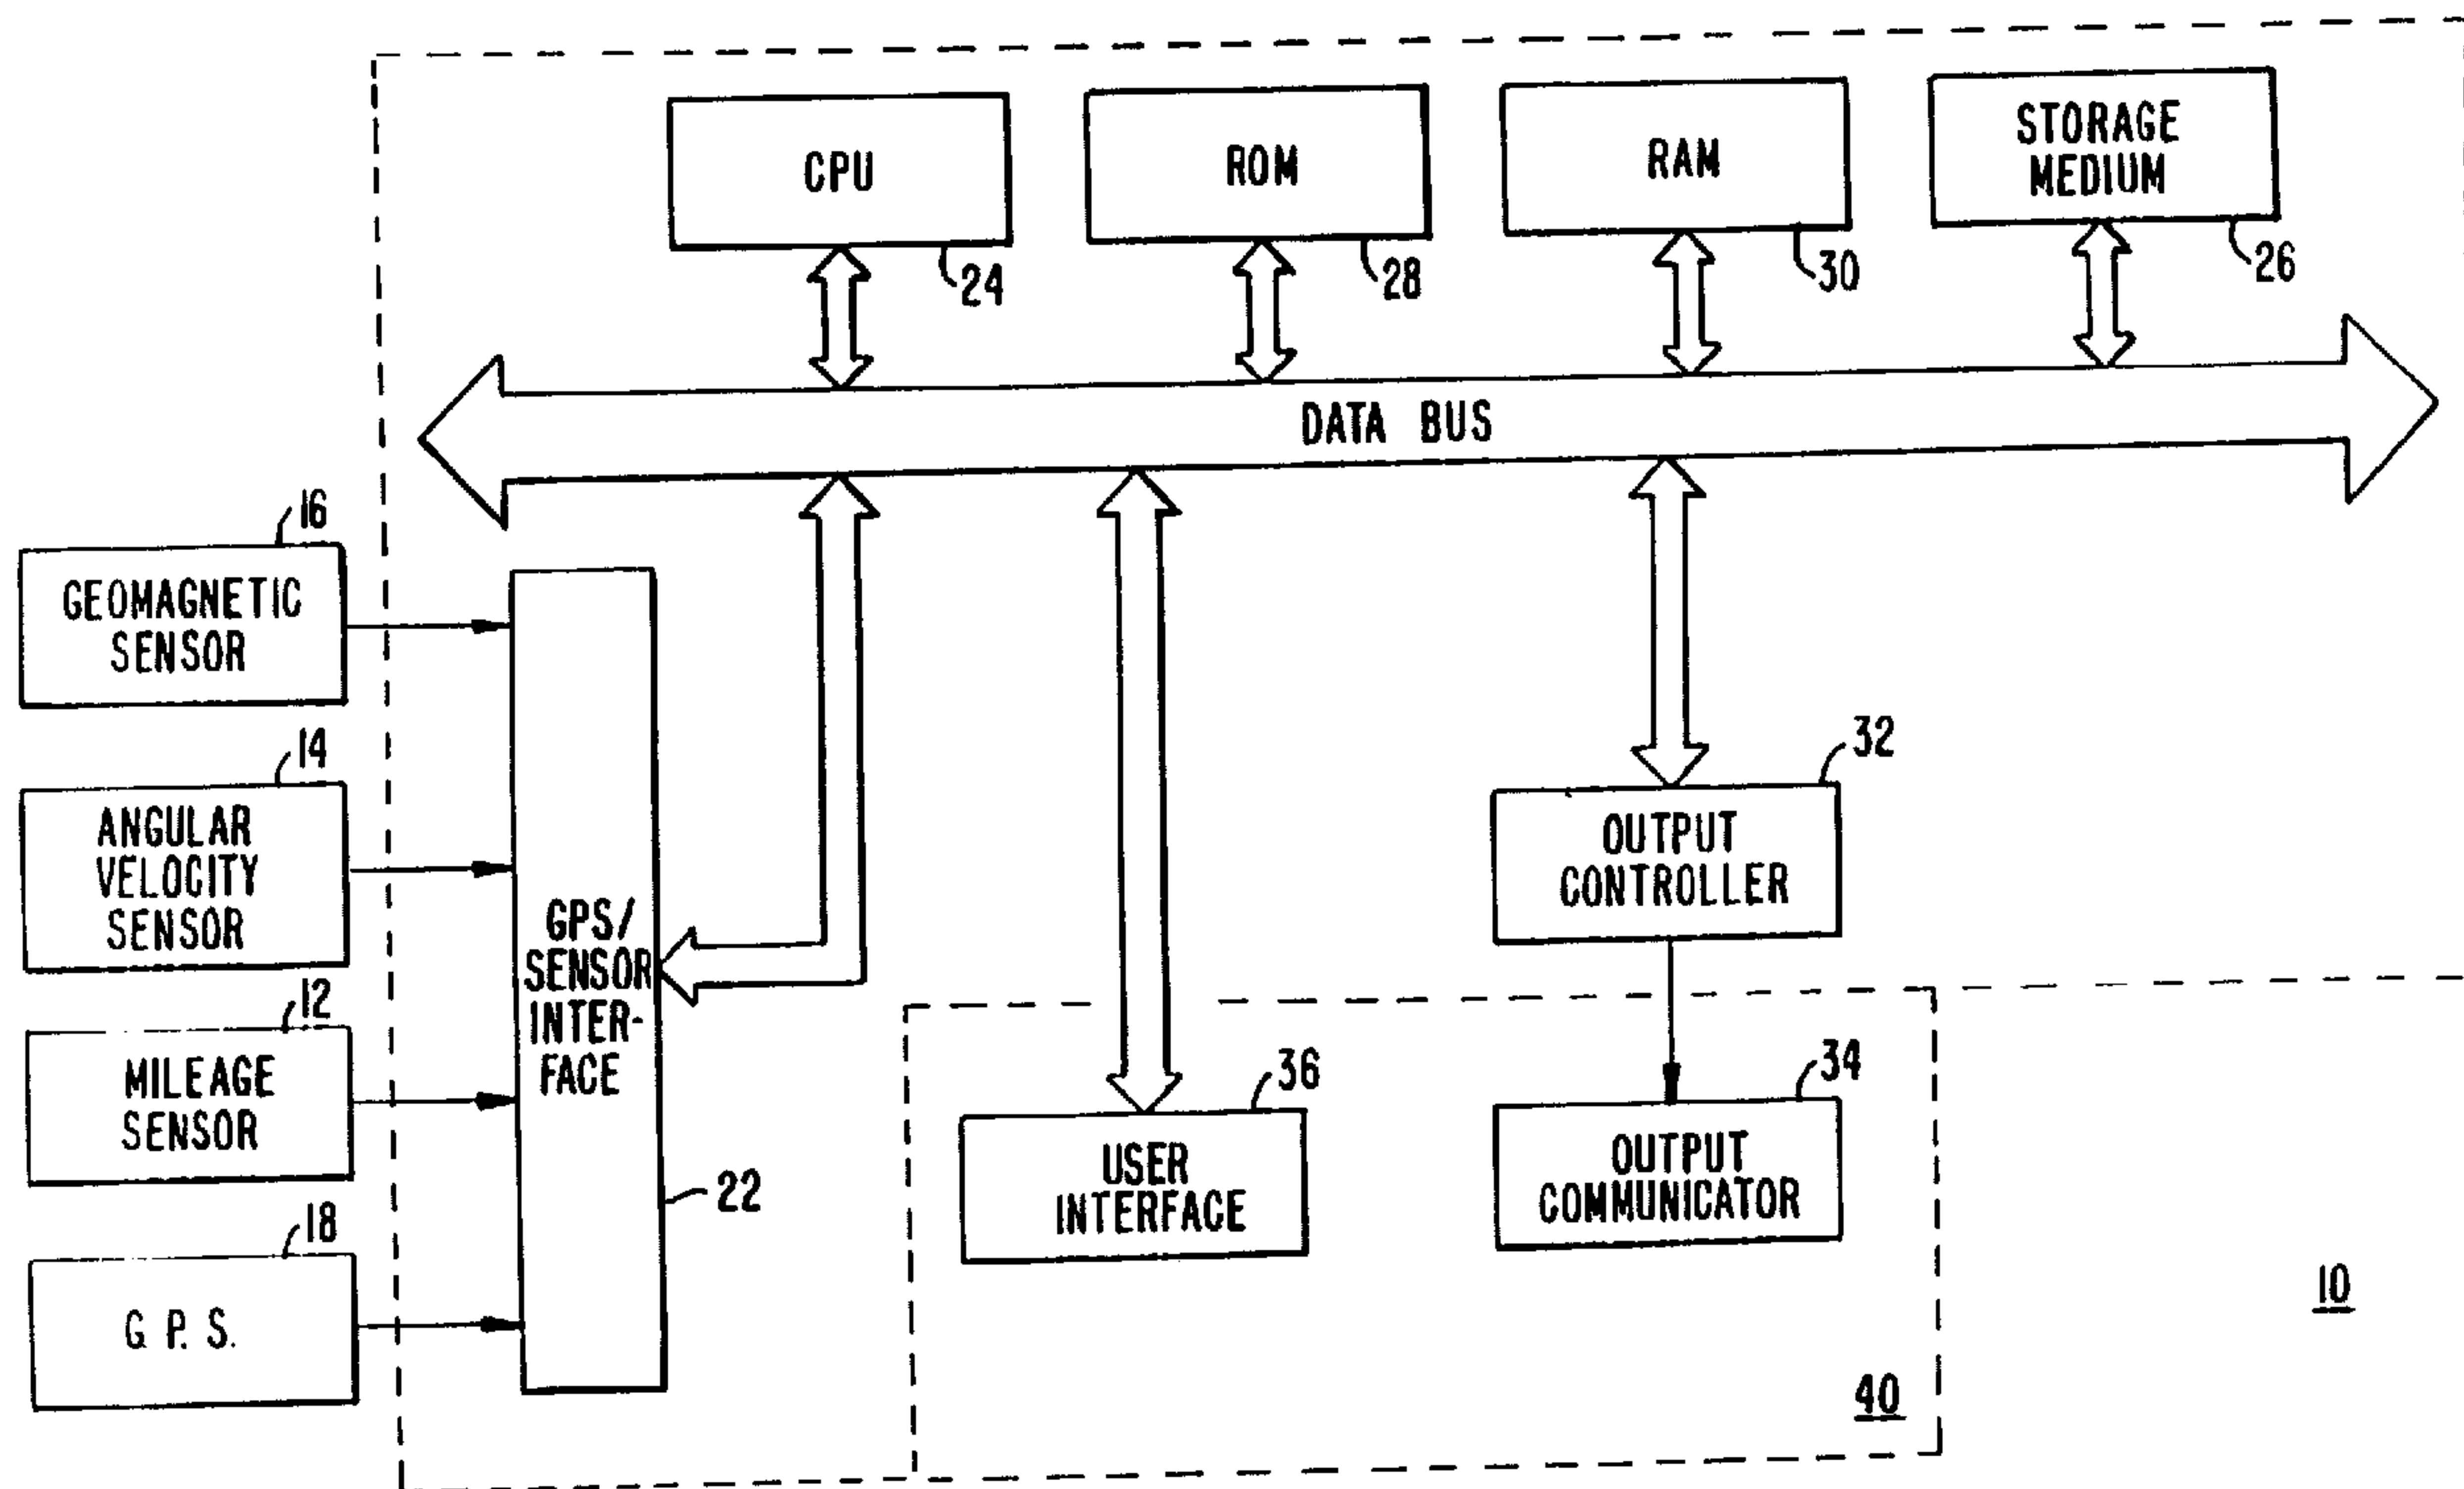 CPU
24
ROM
28
RAM
30
STORAGE
MEDIUM
26
DATA BUS
16
GEOMAGNETIC
SENSOR
14
ANGULAR
VELOCITY
SENSOR
12
MILEAGE
SENSOR
18
G P. S.
GPS/
SENSOR
INTER-
FACE
22
32
OUTPUT
CONTROLLER
36
USER
INTERFACE
34
OUTPUT
COMMUNICATOR
10
40